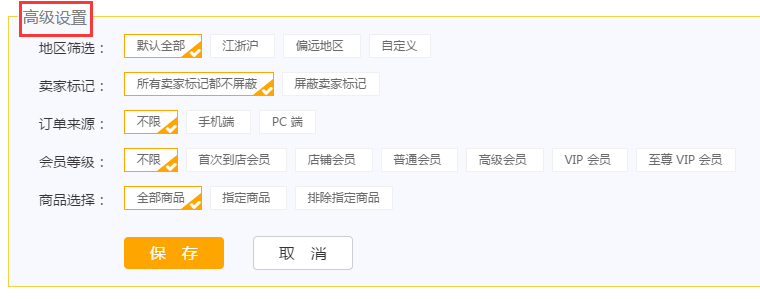 高级设置
地区筛选： 默认全部 江浙沪 偏远地区 自定义
卖家标记： 所有卖家标记都不屏蔽 屏蔽卖家标记
订单来源： 不限 手机端 PC 端
会员等级： 不限 首次到店会员 店铺会员 普通会员 高级会员 VIP 会员 至尊 VIP 会员
商品选择： 全部商品 指定商品 排除指定商品
保 存 取 消